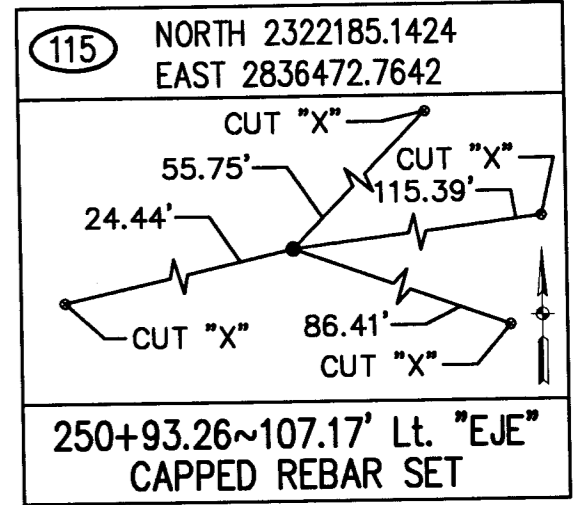 115
NORTH 2322185.1424
EAST 2836472.7642
CUT "X"
55.75'
CUT "X"
115.39'
24.44'
CUT "X"
86.41'
CUT "X"
250+93.26~107.17' Lt. "EJE"
CAPPED REBAR SET